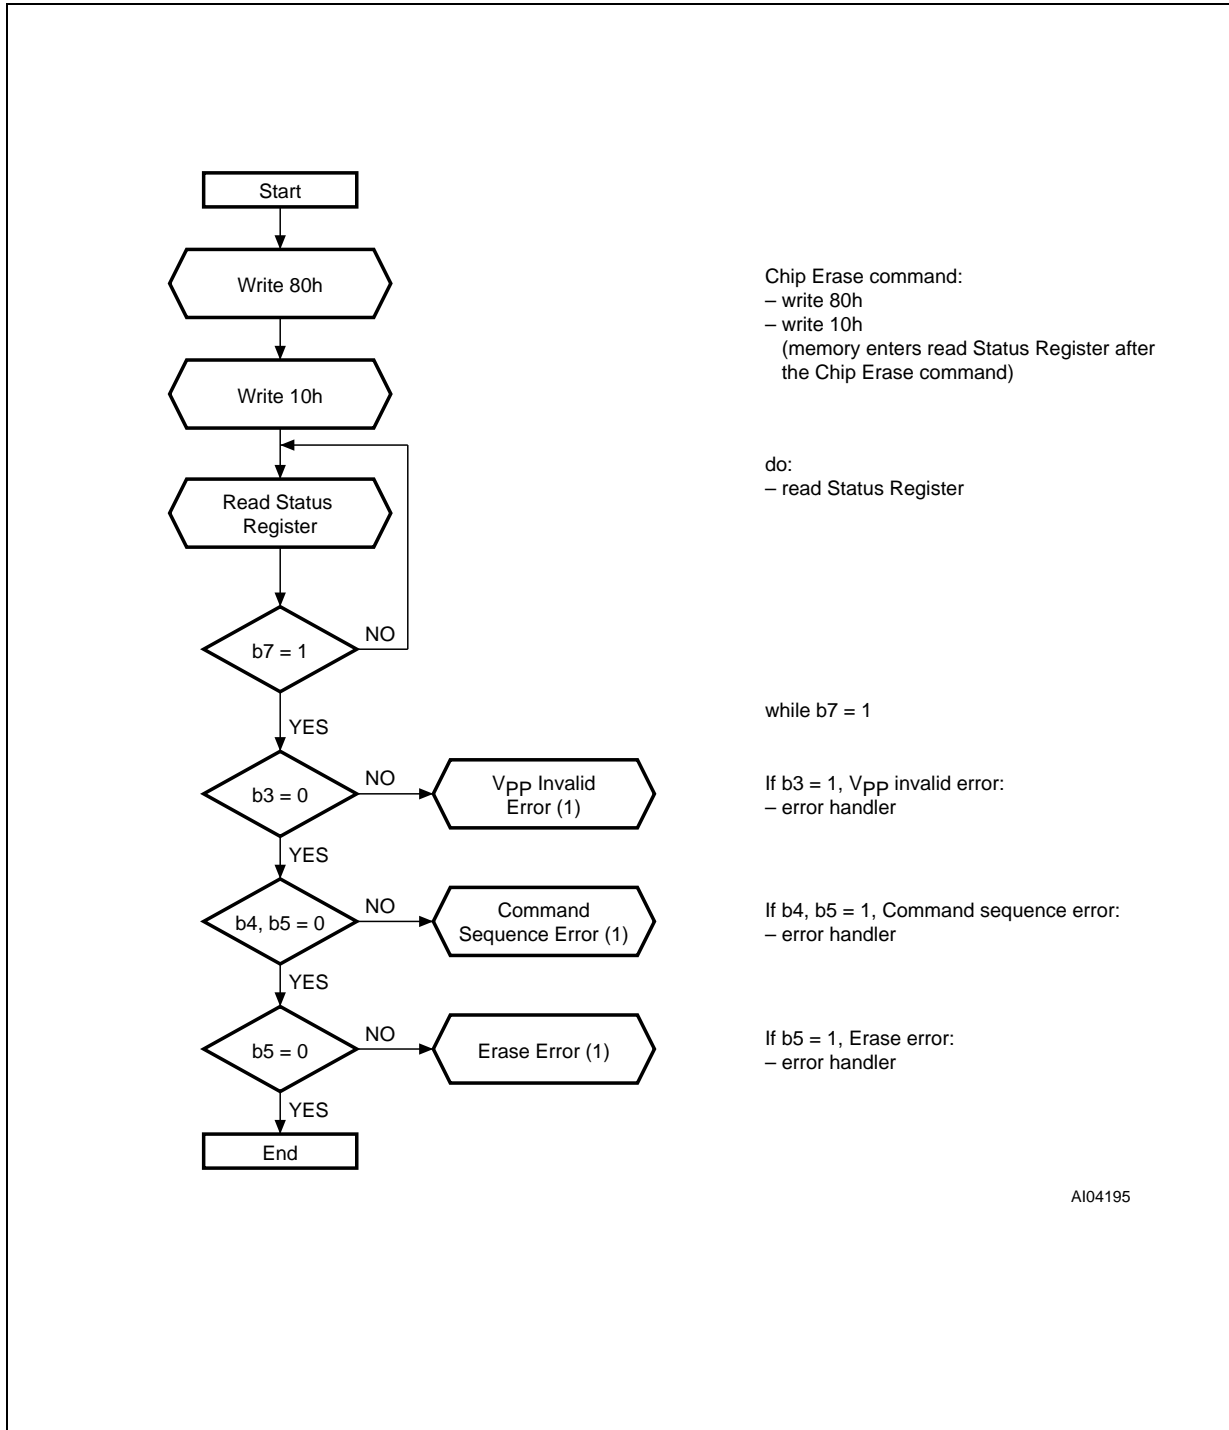 Start
Write 80h
Write 10h
Read Status
Register
b7 = 1
NO
YES
b3 = 0
NO
YES
VPP Invalid
Error (1)
b4, b5 = 0
NO
YES
Command
Sequence Error (1)
b5 = 0
NO
YES
Erase Error (1)
End
Chip Erase command:
– write 80h
– write 10h
(memory enters read Status Register after
the Chip Erase command)
do:
– read Status Register
while b7 = 1
If b3 = 1, VPP invalid error:
– error handler
If b4, b5 = 1, Command sequence error:
– error handler
If b5 = 1, Erase error:
– error handler
AI04195